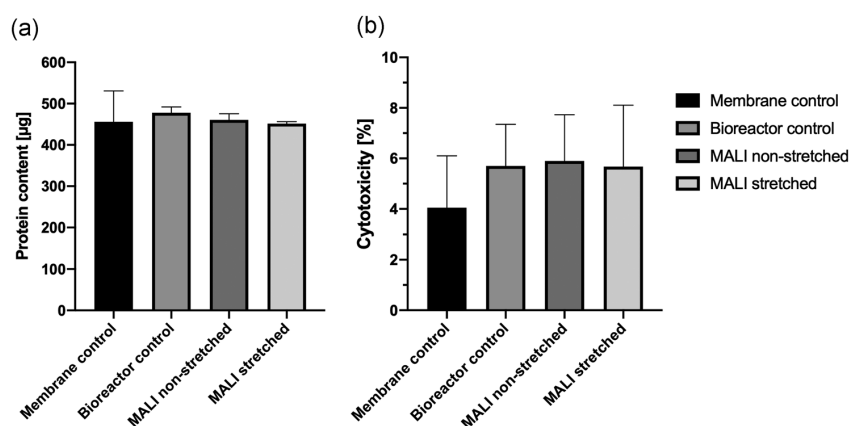 (a)
Protein content [µg]
600
500
400
300
200
100
0
Membrane control
Bioreactor control
MALI non-stretched
MALI stretched
(b)
Cytotoxicity [%]
10
8
6
4
2
0
Membrane control
Bioreactor control
MALI non-stretched
MALI stretched
Membrane control
Bioreactor control
MALI non-stretched
MALI stretched